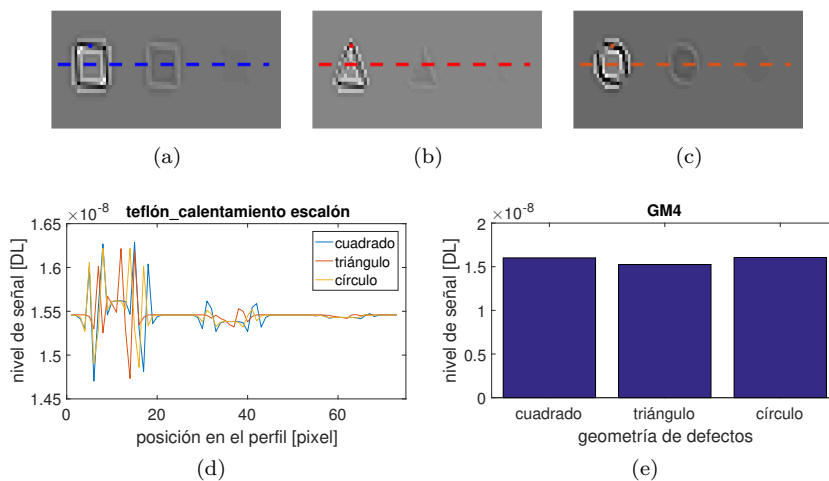 (a)
(b)
(c)
teflón_calentamiento escalón
×10⁻⁸
1.65
1.6
1.55
1.5
1.45
nivel de señal [DL]
cuadrado
triángulo
círculo
0
20
40
60
posición en el perfil [pixel]
(d)
GM4
×10⁻⁸
2
1.5
1
0.5
0
nivel de señal [DL]
cuadrado
triángulo
círculo
geometría de defectos
(e)